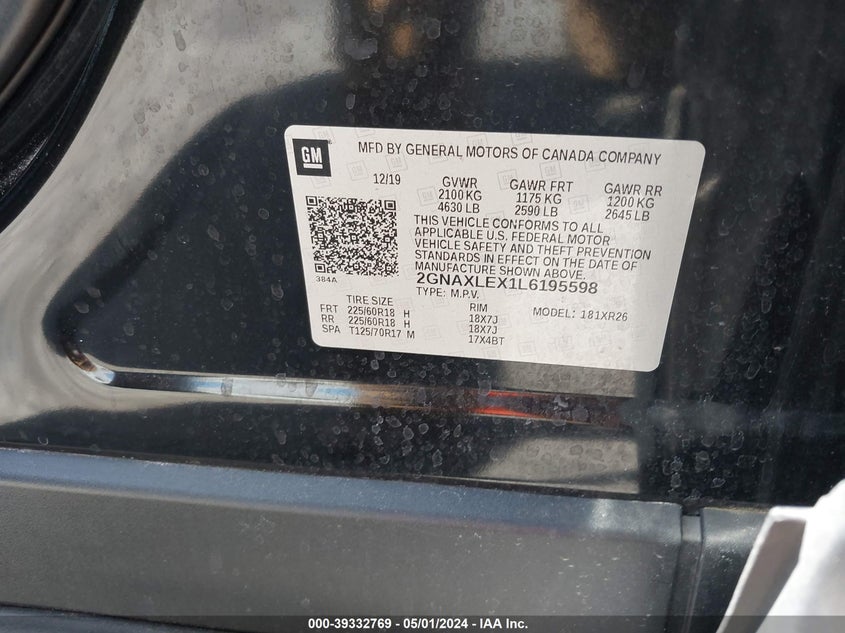 GM
MFD BY GENERAL MOTORS OF CANADA COMPANY
12/19 GVWR GAWR FRT GAWR RR
2100 KG 1175 KG 1200 KG
4630 LB 2590 LB 2645 LB
THIS VEHICLE CONFORMS TO ALL
APPLICABLE U.S. FEDERAL MOTOR
VEHICLE SAFETY AND THEFT PREVENTION
STANDARDS IN EFFECT ON THE DATE OF
MANUFACTURE SHOWN ABOVE.
384A
2GNAXLEX1L6195598
TYPE: M.P.V. MODEL: 181XR26
TIRE SIZE RIM
FRT 225/60R18 H 18X7J
RR 225/60R18 H 18X7J
SPA T125/70R17 M 17X4BT
000-39332769 / 05/01/2024 - IAA Inc.